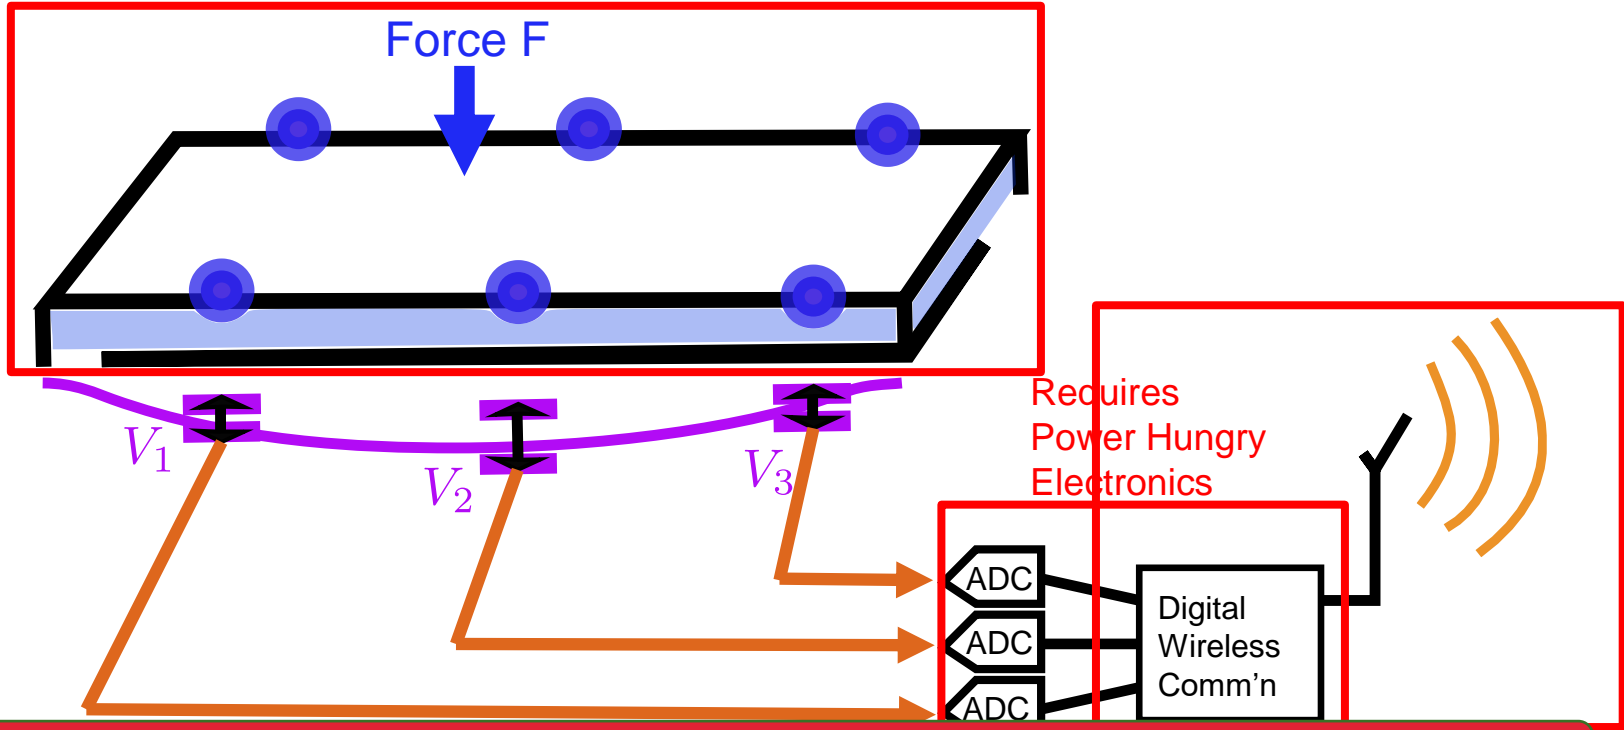 Force F
V1
V2
V3
Requires
Power Hungry
Electronics
ADC
ADC
ADC
Digital
Wireless
Comm'n